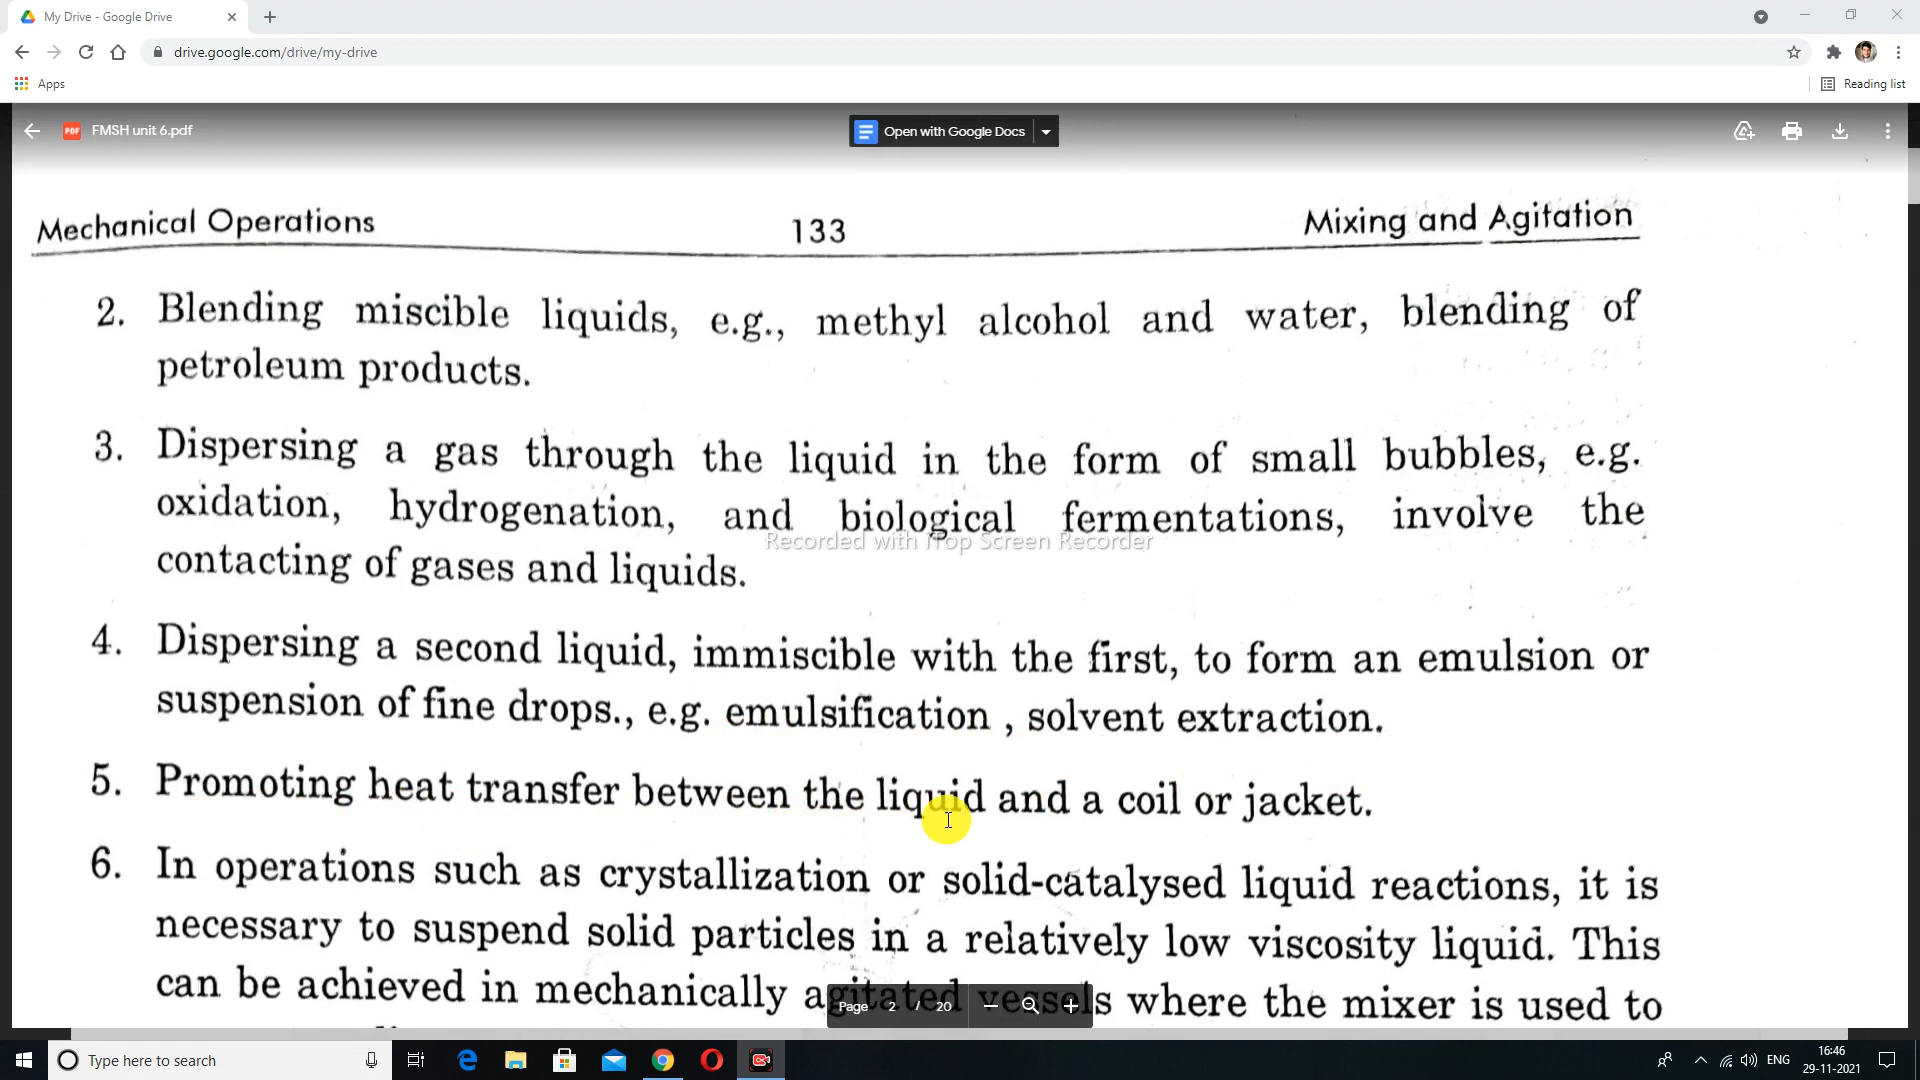 My Drive - Google Drive
drive.google.com/drive/my-drive
Apps
Reading list
PDF
FMSH unit 6.pdf
Open with Google Docs
Mechanical Operations 133 Mixing and Agitation
2. Blending miscible liquids, e.g., methyl alcohol and water, blending of
petroleum products.
3. Dispersing a gas through the liquid in the form of small bubbles, e.g.
oxidation, hydrogenation, and biological fermentations, involve the
Recorded with iTop Screen Recorder
contacting of gases and liquids.
4. Dispersing a second liquid, immiscible with the first, to form an emulsion or
suspension of fine drops., e.g. emulsification , solvent extraction.
5. Promoting heat transfer between the liquid and a coil or jacket.
6. In operations such as crystallization or solid-catalysed liquid reactions, it is
necessary to suspend solid particles in a relatively low viscosity liquid. This
can be achieved in mechanically agitated vessels where the mixer is used to
Page 2 / 20
Type here to search
ENG
16:46
29-11-2021